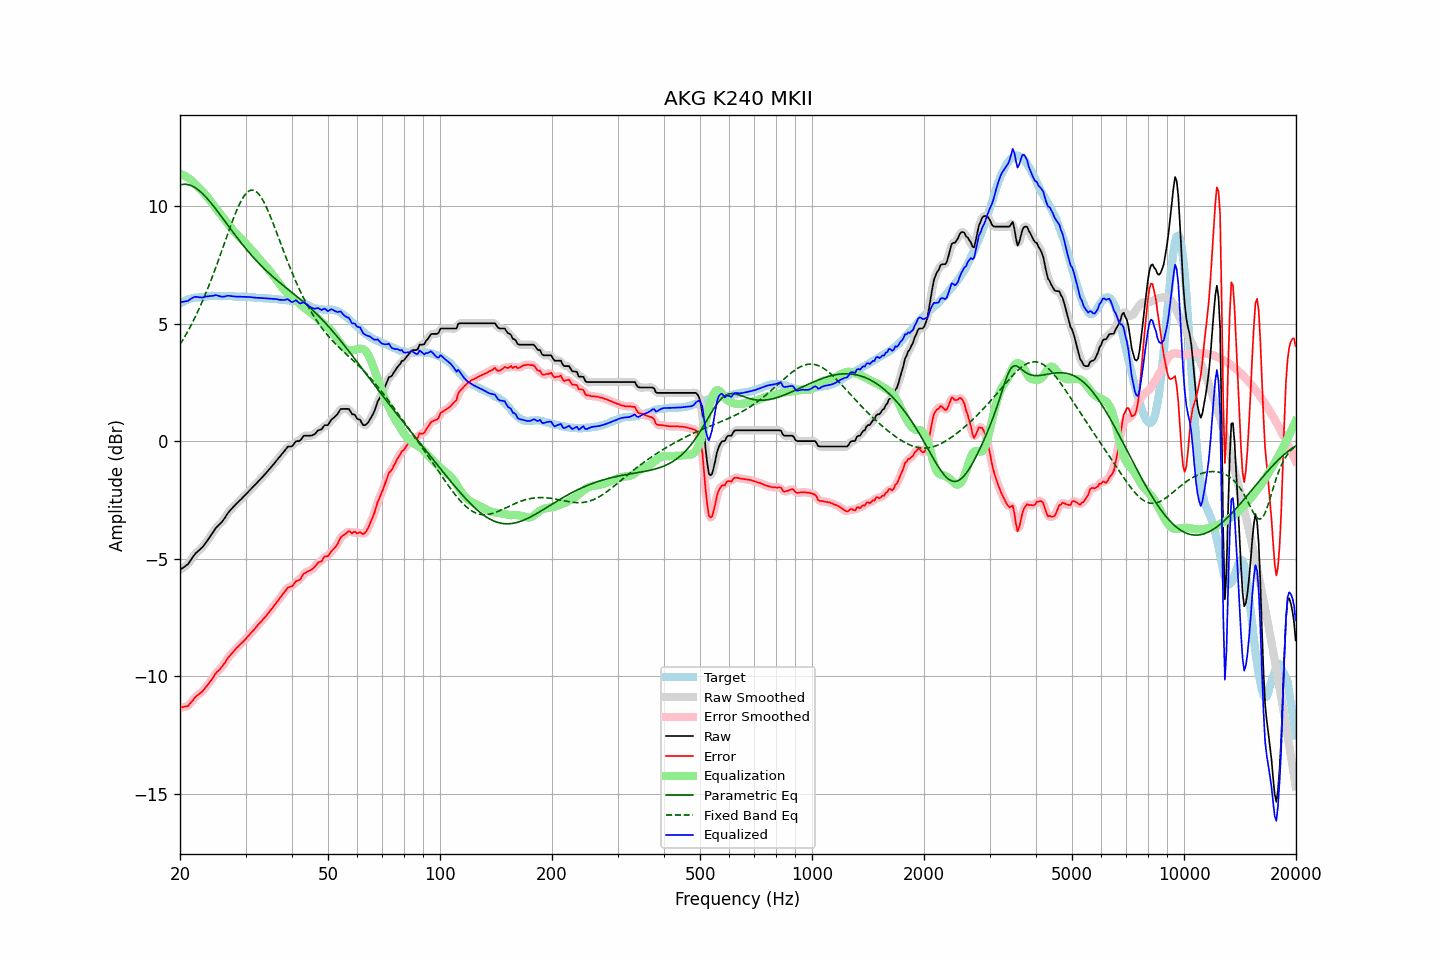 AKG K240 MKII
Amplitude (dBr)
10
5
0
−5
−10
−15
Target
Raw Smoothed
Error Smoothed
Raw
Error
Equalization
Parametric Eq
Fixed Band Eq
Equalized
20 50 100 200 500 1000 2000 5000 10000 20000
Frequency (Hz)